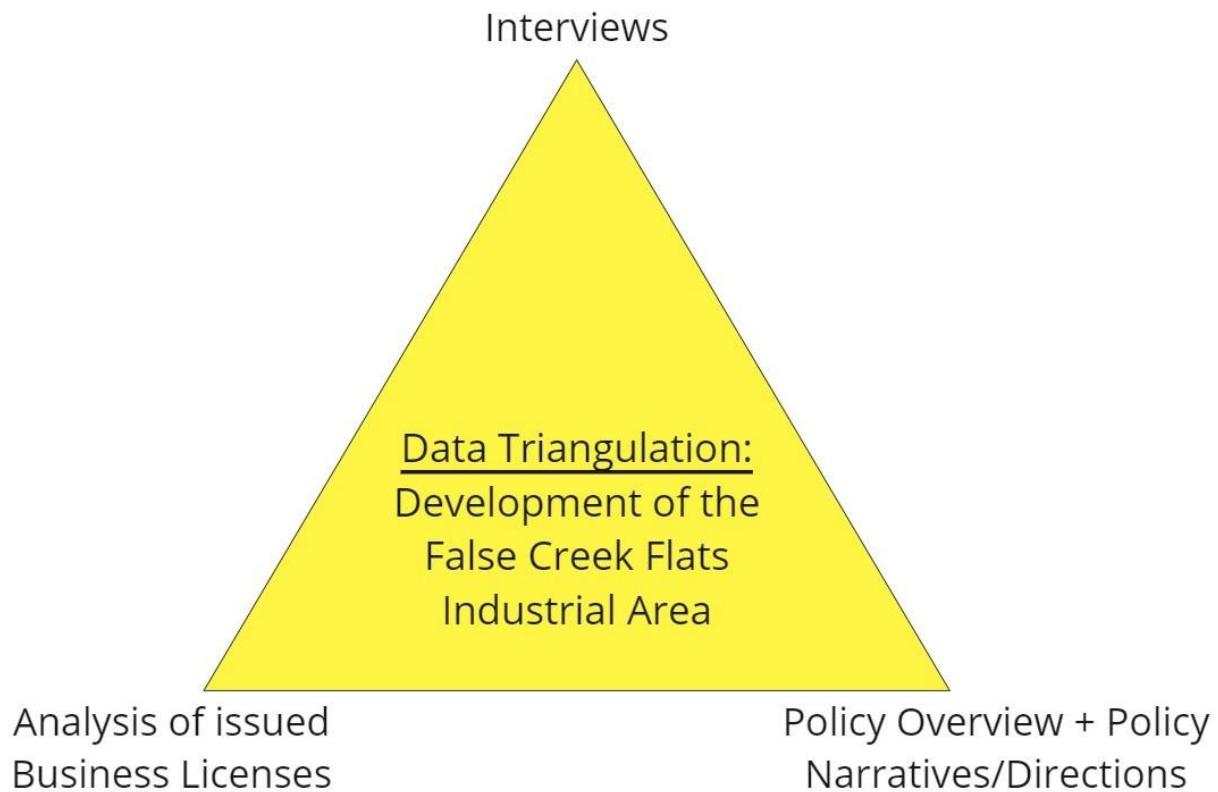 Interviews
Data Triangulation:
Development of the
False Creek Flats
Industrial Area
Analysis of issued
Business Licenses
Policy Overview + Policy
Narratives/Directions